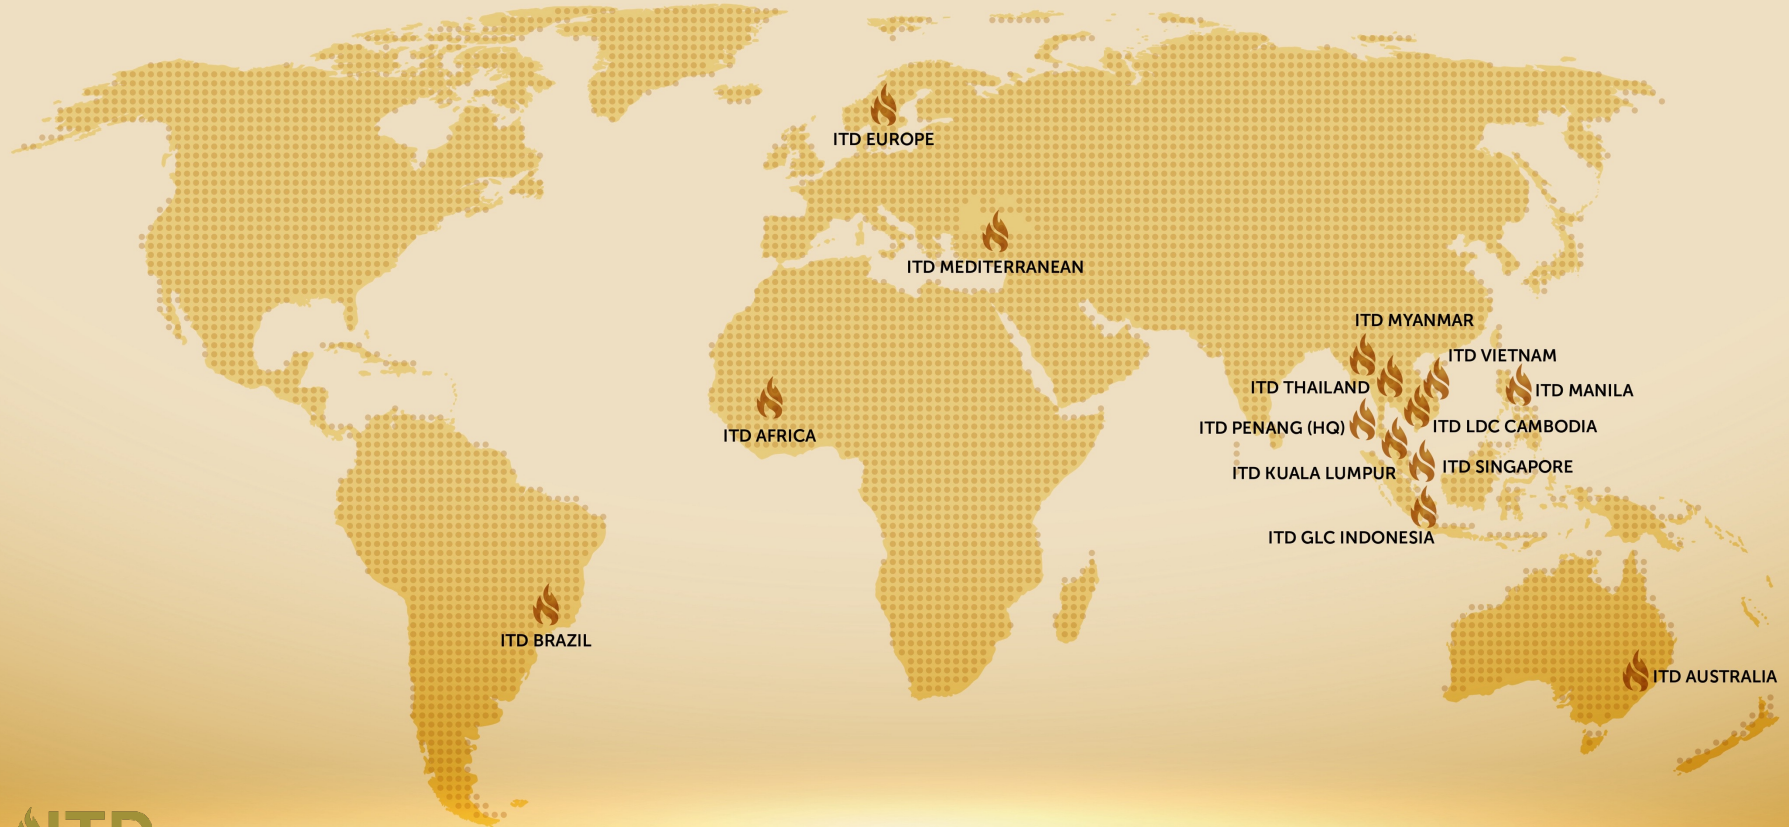 ITD EUROPE
ITD MEDITERRANEAN
ITD MYANMAR
ITD VIETNAM
ITD THAILAND
ITD MANILA
ITD PENANG (HQ)
ITD LDC CAMBODIA
ITD AFRICA
ITD KUALA LUMPUR
ITD SINGAPORE
ITD GLC INDONESIA
ITD BRAZIL
ITD AUSTRALIA
ITD